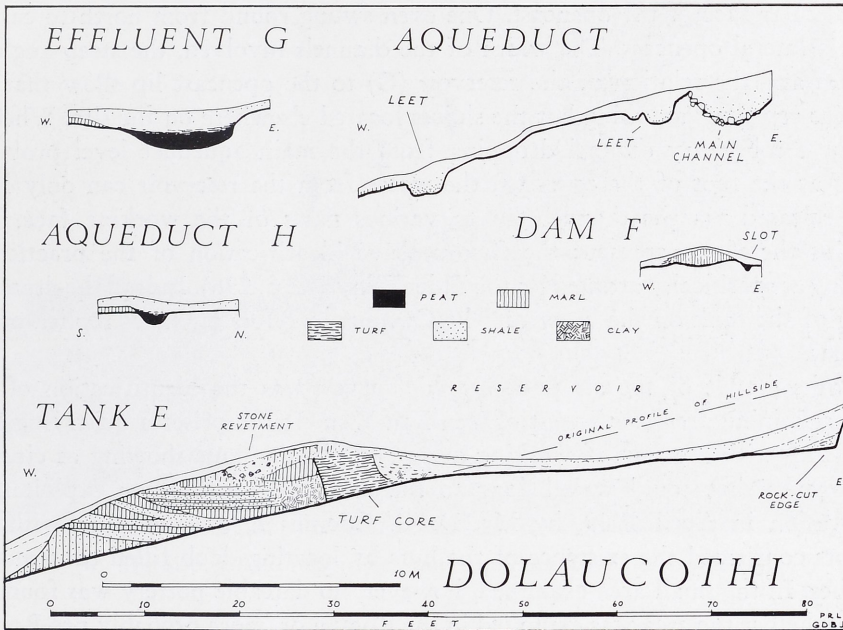 EFFLUENT G
AQUEDUCT
LEET
W. E.
W.
LEET
MAIN
CHANNEL
E.
AQUEDUCT H
DAM F
SLOT
W. E.
S. N.
PEAT
MARL
TURF
SHALE
CLAY
RESERVOIR
ORIGINAL PROFILE OF HILLSIDE
TANK E
STONE
REVETMENT
W.
E
ROCK-CUT
EDGE
TURF CORE
DOLAUCOTHI
0 10 M
0 10 20 30 40 50 60 70 80
FEET
PRL
GDBJ